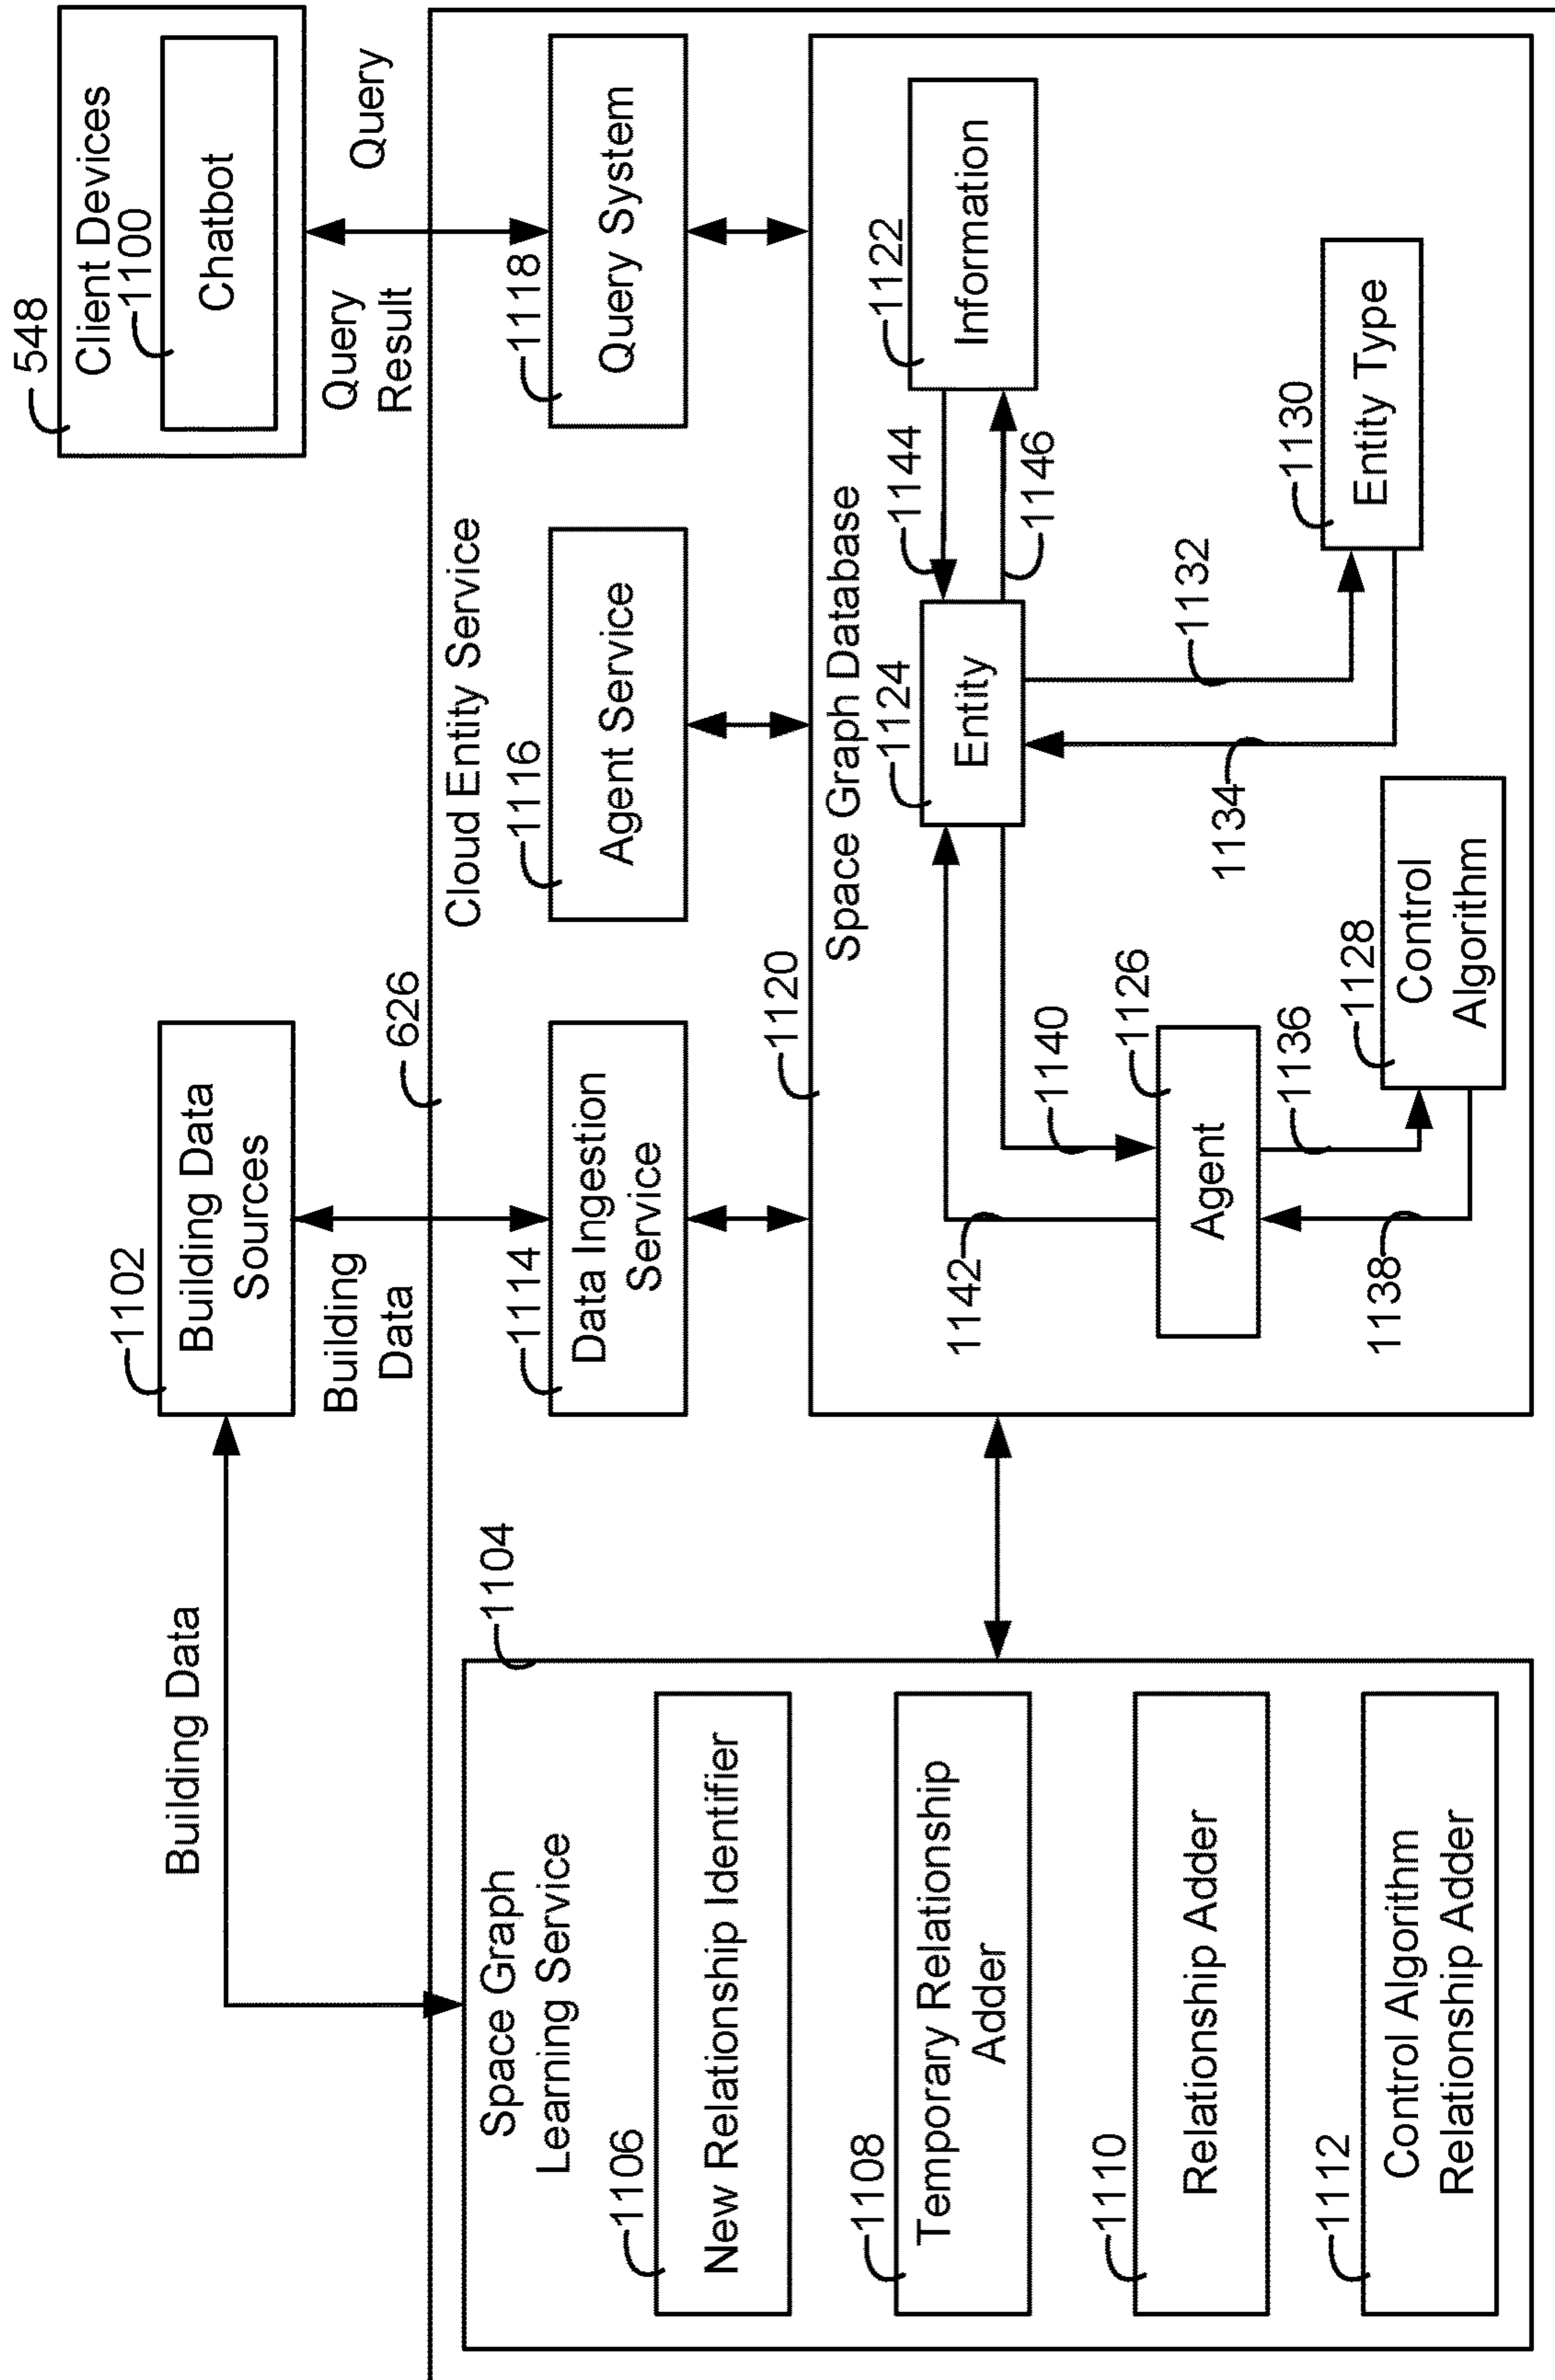 548
Client Devices
1100
Chatbot
1102
Building Data
Sources
Building Data
Building
Data
Query
Result
Query
626
Cloud Entity Service
1104
Space Graph
Learning Service
1106
New Relationship Identifier
1108
Temporary Relationship
Adder
1110
Relationship Adder
1112
Control Algorithm
Relationship Adder
1114
Data Ingestion
Service
1116
Agent Service
1118
Query System
1120
Space Graph Database
1122
Information
1124
Entity
1144
1146
1126
Agent
1140
1142
1132
1134
1130
Entity Type
1136
1138
1128
Control
Algorithm